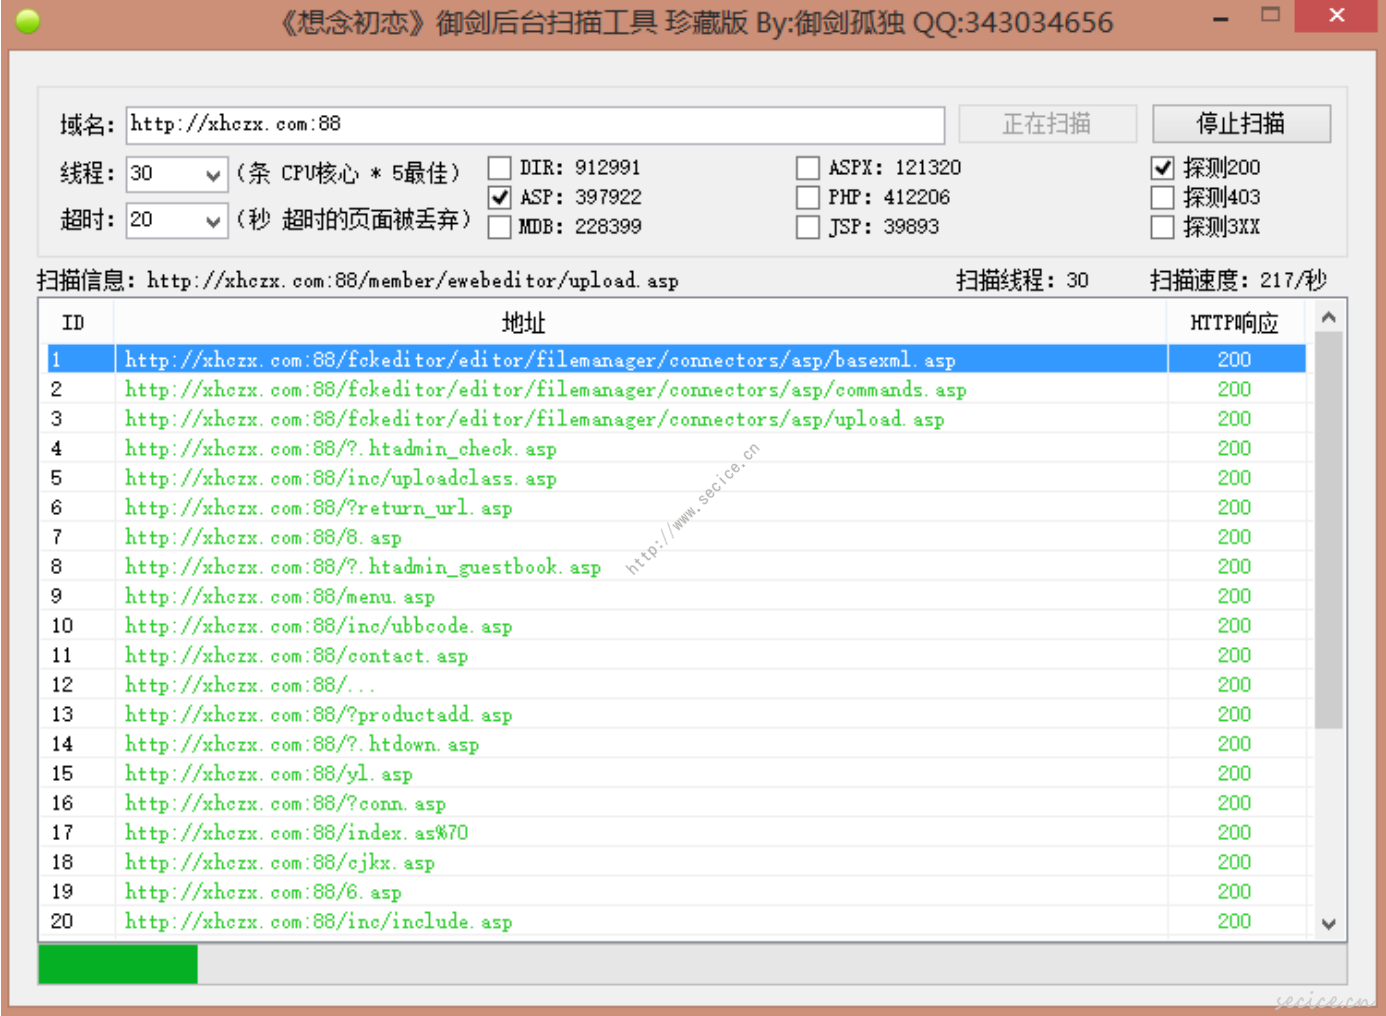 《想念初恋》御剑后台扫描工具 珍藏版 By:御剑孤独 QQ:343034656
域名: http://xhczx.com:88 正在扫描 停止扫描
线程: 30 (条 CPU核心 * 5最佳) DIR: 912991 ASPX: 121320 探测200
ASP: 397922 PHP: 412206 探测403
超时: 20 (秒 超时的页面被丢弃) MDB: 228399 JSP: 39893 探测3XX
扫描信息: http://xhczx.com:88/member/ewebeditor/upload.asp 扫描线程: 30 扫描速度: 217/秒
ID 地址 HTTP响应
1 http://xhczx.com:88/fckeditor/editor/filemanager/connectors/asp/basexml.asp 200
2 http://xhczx.com:88/fckeditor/editor/filemanager/connectors/asp/commands.asp 200
3 http://xhczx.com:88/fckeditor/editor/filemanager/connectors/asp/upload.asp 200
4 http://xhczx.com:88/?.htadmin_check.asp 200
5 http://xhczx.com:88/inc/uploadclass.asp 200
6 http://xhczx.com:88/?return_url.asp 200
7 http://xhczx.com:88/8.asp 200
8 http://xhczx.com:88/?.htadmin_guestbook.asp 200
9 http://xhczx.com:88/menu.asp 200
10 http://xhczx.com:88/inc/ubbcode.asp 200
11 http://xhczx.com:88/contact.asp 200
12 http://xhczx.com:88/... 200
13 http://xhczx.com:88/?productadd.asp 200
14 http://xhczx.com:88/?.htdown.asp 200
15 http://xhczx.com:88/yl.asp 200
16 http://xhczx.com:88/?conn.asp 200
17 http://xhczx.com:88/index.as%70 200
18 http://xhczx.com:88/cjkx.asp 200
19 http://xhczx.com:88/6.asp 200
20 http://xhczx.com:88/inc/include.asp 200
http://www.secice.cn
secice.cn